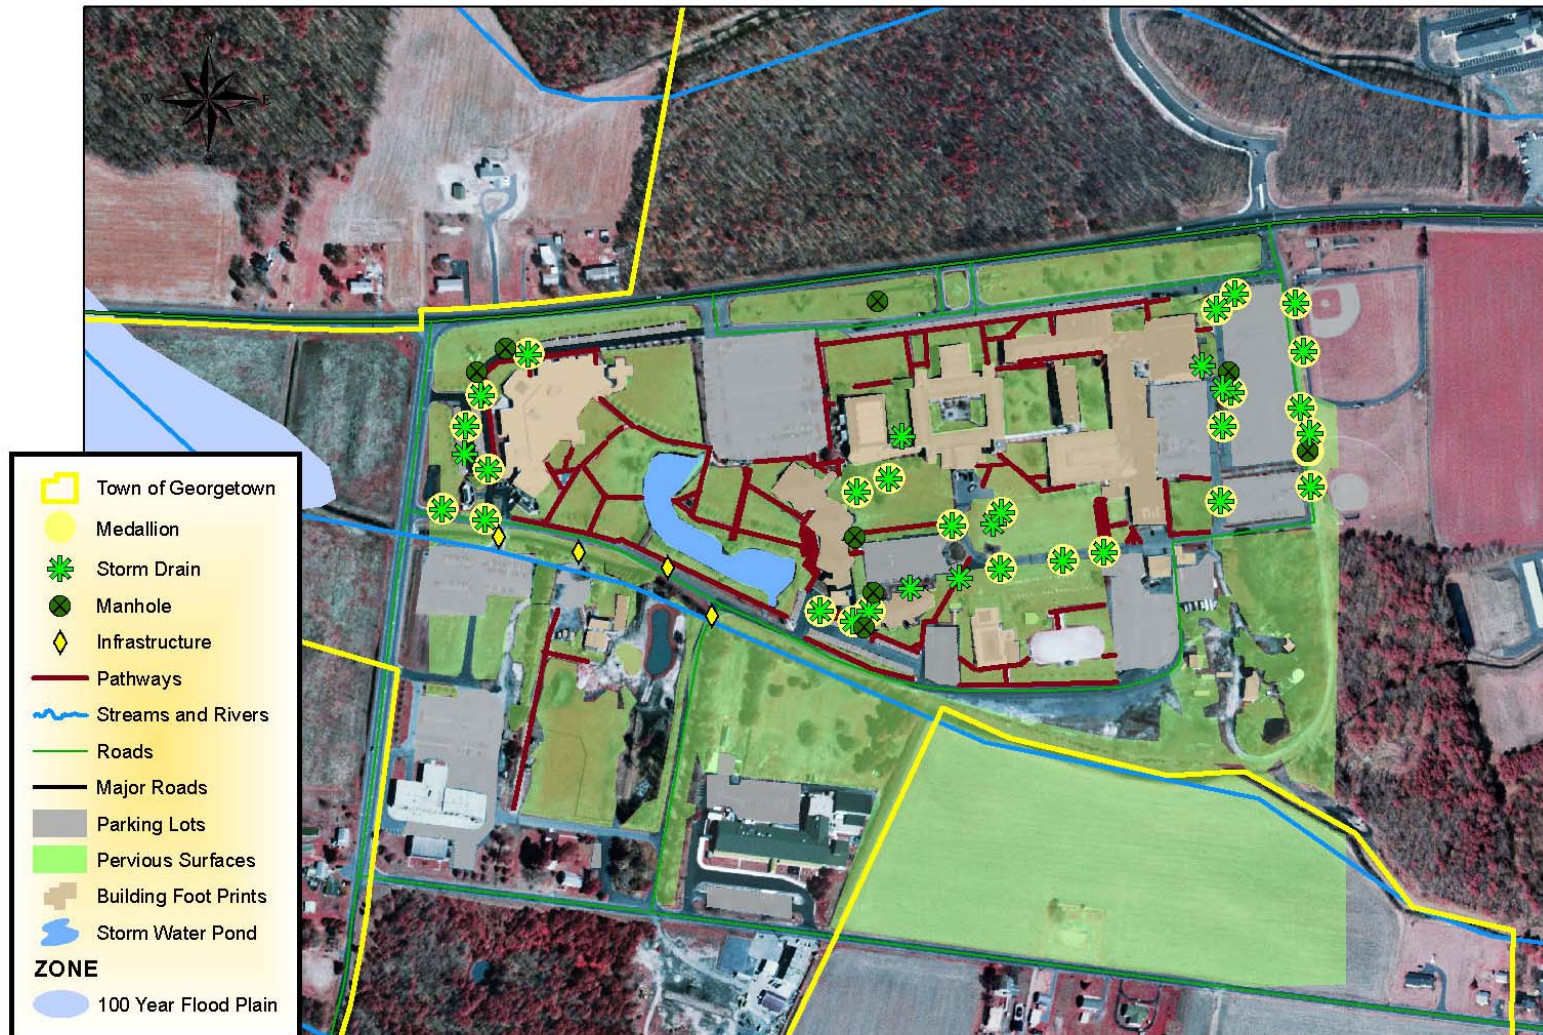 N
W
E
S
Town of Georgetown
Medallion
Storm Drain
Manhole
Infrastructure
Pathways
Streams and Rivers
Roads
Major Roads
Parking Lots
Pervious Surfaces
Building Foot Prints
Storm Water Pond
ZONE
100 Year Flood Plain